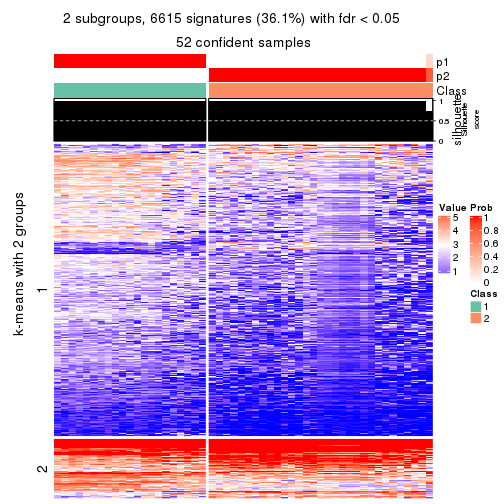 2 subgroups, 6615 signatures (36.1%) with fdr < 0.05
52 confident samples
p1
p2
Class
1
0.5
0
silhouette
Silhouette
score
k-means with 2 groups
1
2
Value
5
4
3
2
1
Prob
1
0.8
0.6
0.4
0.2
0
Class
1
2